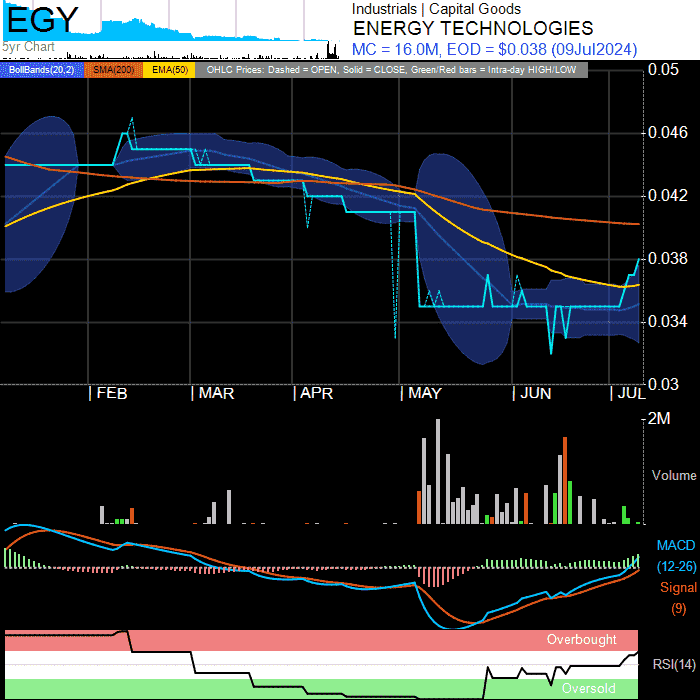 EGY
5yr Chart
Industrials | Capital Goods
ENERGY TECHNOLOGIES
MC = 16.0M, EOD = $0.038 (09Jul2024)
BollBands(20,2) SMA(200) EMA(50) OHLC Prices: Dashed = OPEN, Solid = CLOSE, Green/Red bars = Intra-day HIGH/LOW
0.05
0.046
0.042
0.038
0.034
0.03
| FEB | MAR | APR | MAY | JUN | JUL
2M
Volume
MACD
(12-26)
Signal
(9)
Overbought
RSI(14)
Oversold